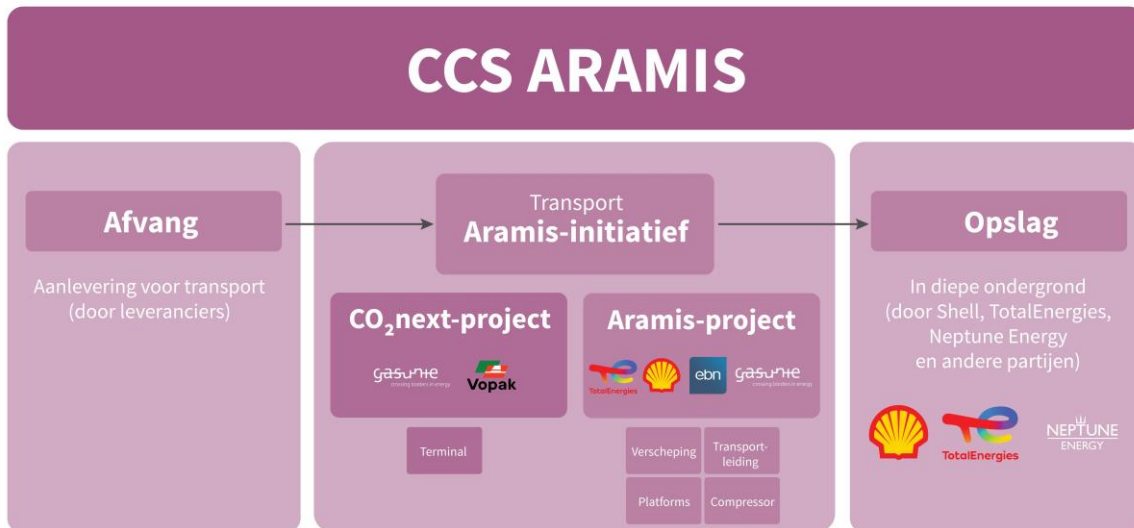 CCS ARAMIS
Afvang
Aanlevering voor transport
(door leveranciers)
Transport
Aramis-initiatief
CO₂next-project
gasunie
crossing borders in energy
Vopak
Terminal
Aramis-project
TotalEnergies
ebn
gasunie
crossing borders in energy
Verscheping
Transport-
leiding
Platforms
Compressor
Opslag
In diepe ondergrond
(door Shell, TotalEnergies,
Neptune Energy
en andere partijen)
TotalEnergies
NEPTUNE
ENERGY